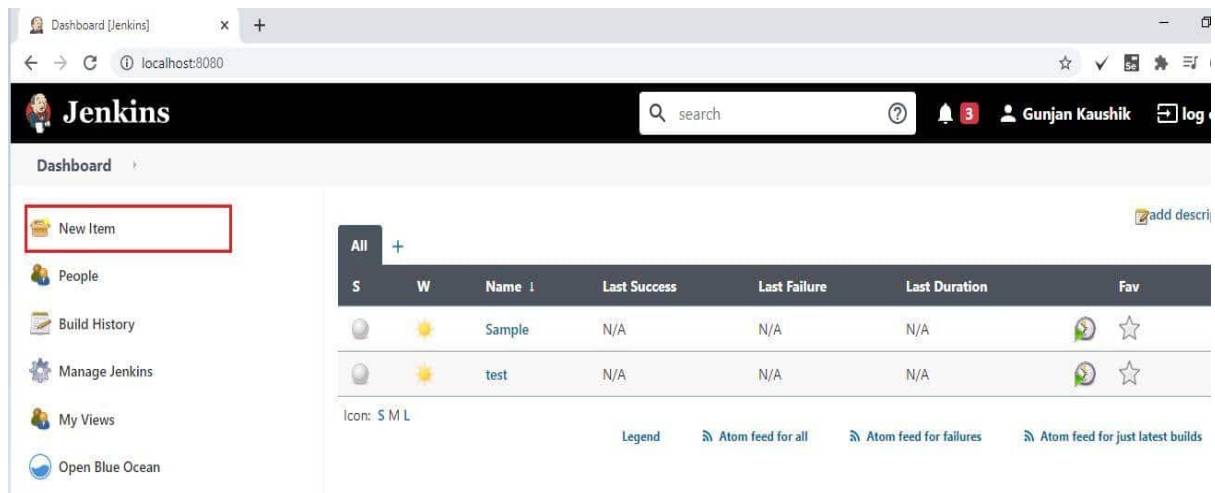 Dashboard [Jenkins]
localhost:8080
Se
Jenkins
search
3
Gunjan Kaushik
log
Dashboard
New Item
People
Build History
Manage Jenkins
My Views
Open Blue Ocean
add descri
All +
S W Name ↓ Last Success Last Failure Last Duration Fav
Sample N/A N/A N/A
test N/A N/A N/A
Icon: S M L
Legend Atom feed for all Atom feed for failures Atom feed for just latest builds